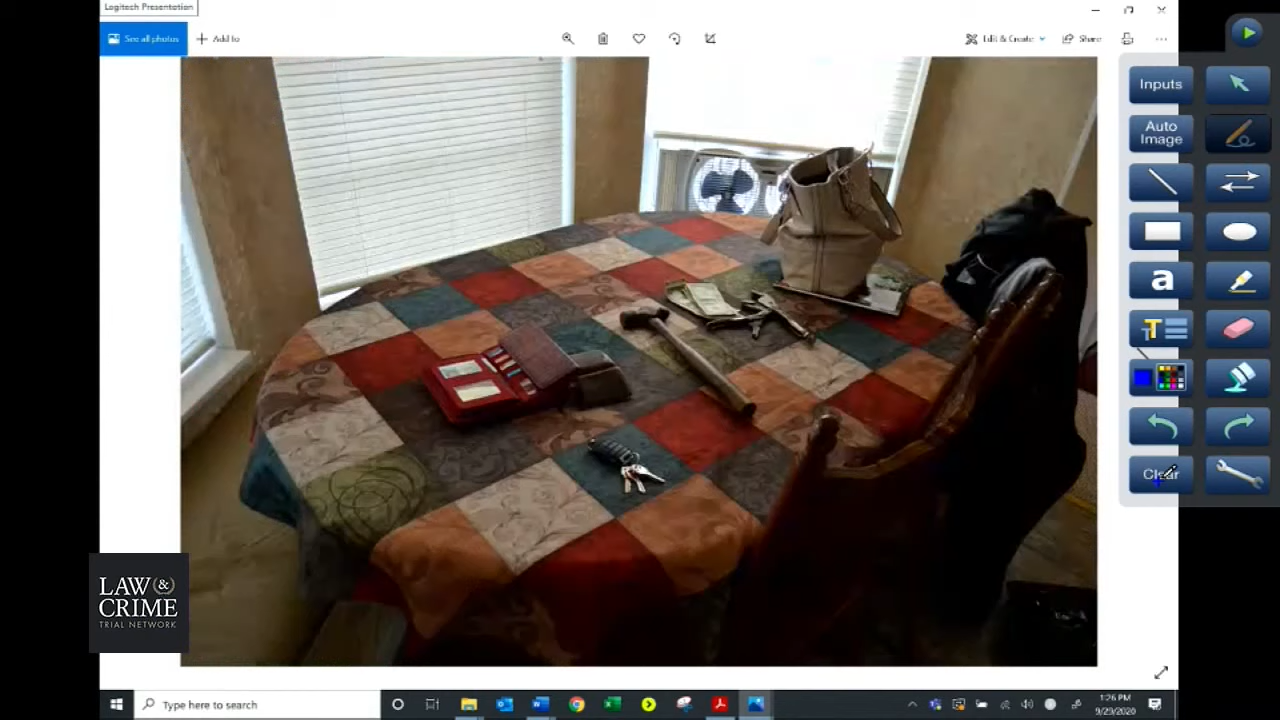 Logitech Presentation
See all photos
Add to
Edit & Create
Share
Inputs
Auto
Image
a
T
Clear
LAW &
CRIME
TRIAL NETWORK
Type here to search
1:26 PM
9/29/2020